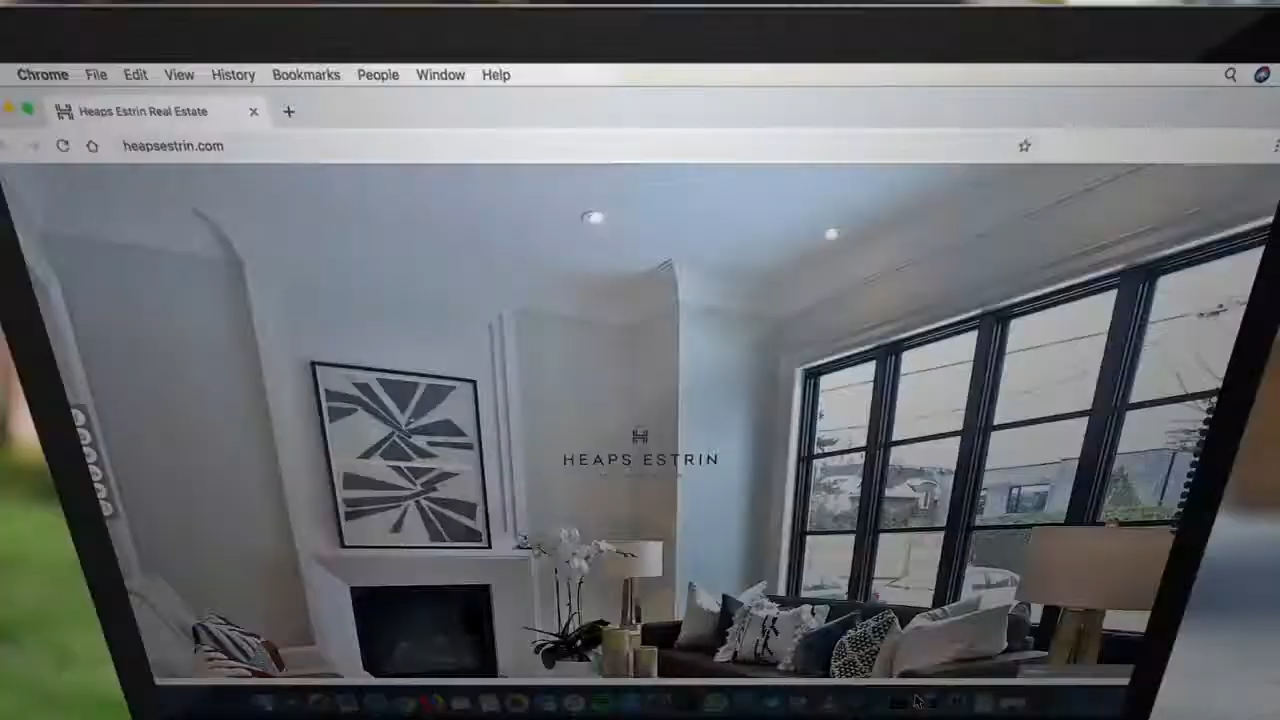 Chrome File Edit View History Bookmarks People Window Help
Heaps Estrin Real Estate
heapsestrin.com
HEAPS ESTRIN